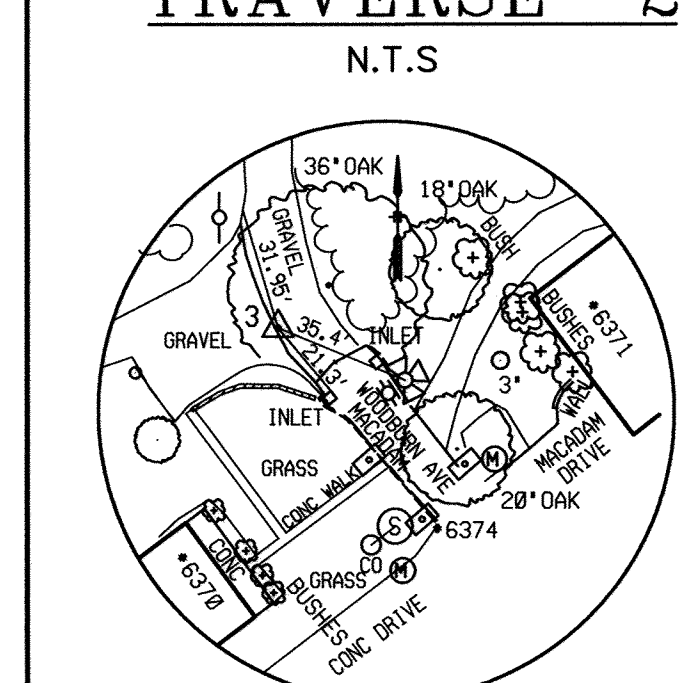 TRAVERSE 2
N.T.S
36"OAK
18"OAK
BUSH
GRAVEL
31.95'
BUSHES
*6371
3
35.4'
INLET
GRAVEL
21.3'
3"
WOODBURN AVE
MACADAM
WALL
INLET
MACADAM
DRIVE
GRASS
M
CONC WALK
20"OAK
S
*6374
CO
M
CONC
GRASS
*6370
BUSHES
CONC DRIVE